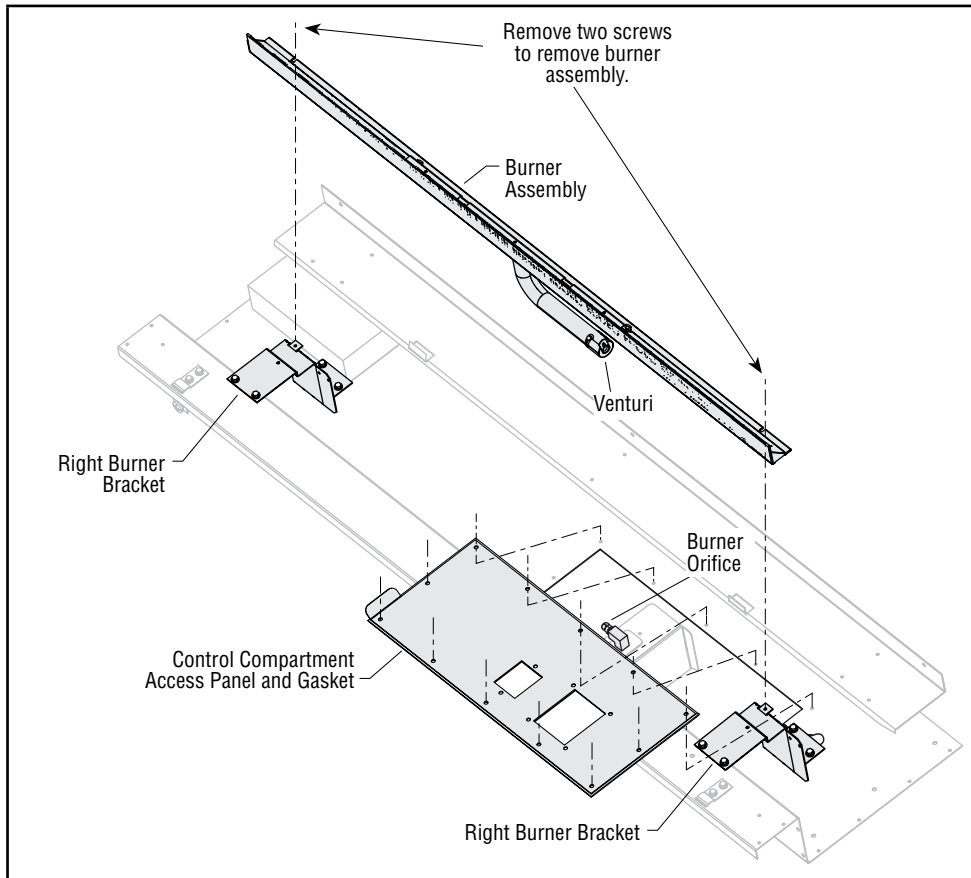 Remove two screws
to remove burner
assembly.
Burner
Assembly
Venturi
Right Burner
Bracket
Burner
Orifice
Control Compartment
Access Panel and Gasket
Right Burner Bracket